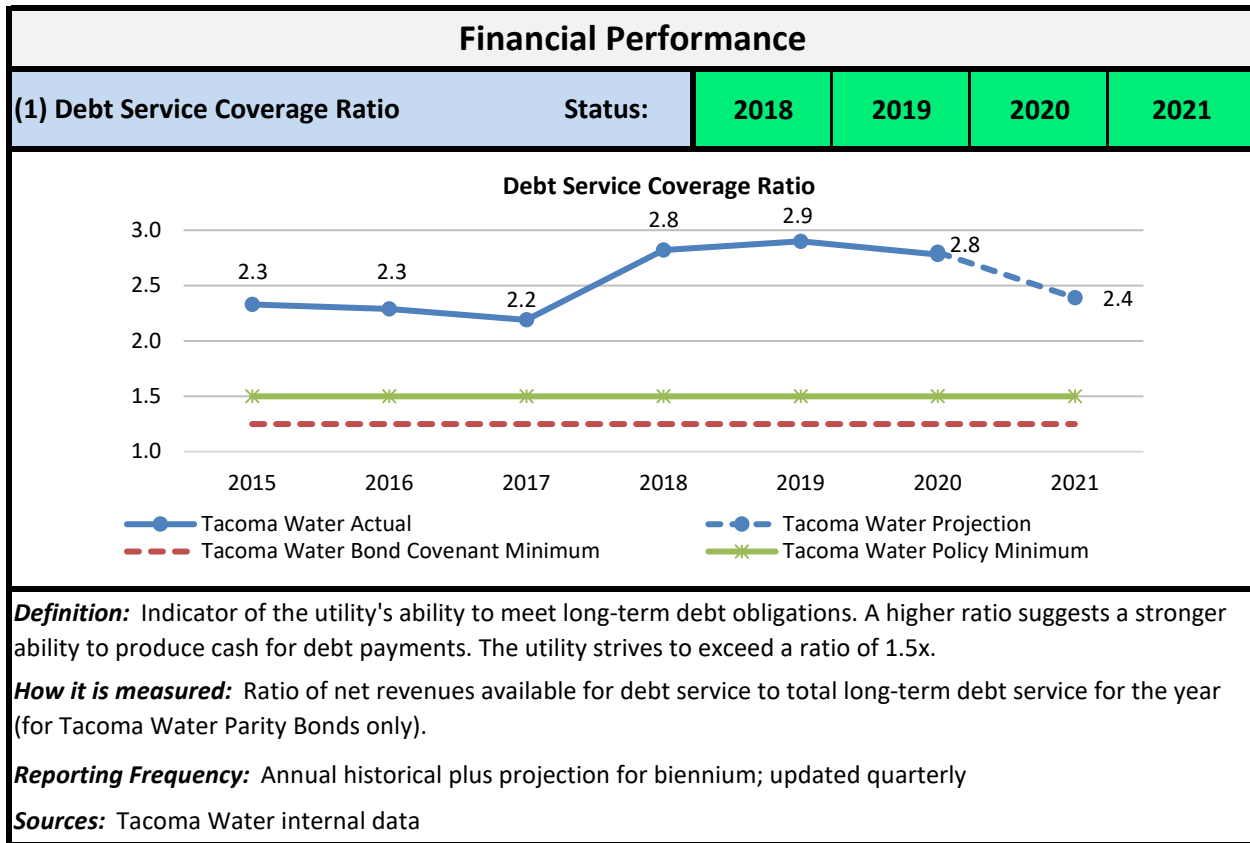 Financial Performance
(1) Debt Service Coverage Ratio Status: 2018 2019 2020 2021
Debt Service Coverage Ratio
3.0
2.5
2.0
1.5
1.0
2.3
2.3
2.2
2.8
2.9
2.8
2.4
2015 2016 2017 2018 2019 2020 2021
Tacoma Water Actual
Tacoma Water Projection
Tacoma Water Bond Covenant Minimum
Tacoma Water Policy Minimum
Definition: Indicator of the utility's ability to meet long-term debt obligations. A higher ratio suggests a stronger
ability to produce cash for debt payments. The utility strives to exceed a ratio of 1.5x.
How it is measured: Ratio of net revenues available for debt service to total long-term debt service for the year
(for Tacoma Water Parity Bonds only).
Reporting Frequency: Annual historical plus projection for biennium; updated quarterly
Sources: Tacoma Water internal data